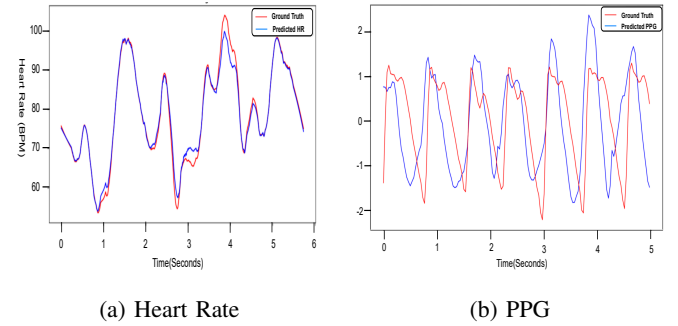 Ground Truth
Predicted HR
100
90
80
70
60
Heart Rate (BPM)
0 1 2 3 4 5 6
Time(Seconds)
(a) Heart Rate
Ground Truth
Predicted PPG
2
1
0
-1
-2
0 1 2 3 4 5
Time(Seconds)
(b) PPG